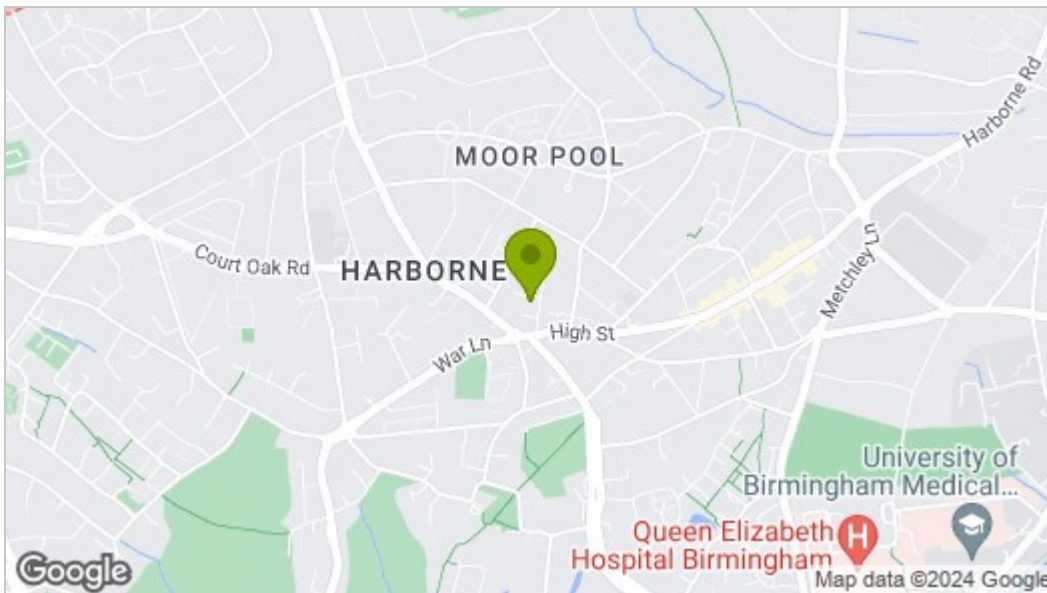 Harborne Rd
MOOR POOL
Metchley Ln
Court Oak Rd
HARBORNE
High St
War Ln
University of
Birmingham Medical...
Queen Elizabeth
Hospital Birmingham
H
Google
Map data ©2024 Google